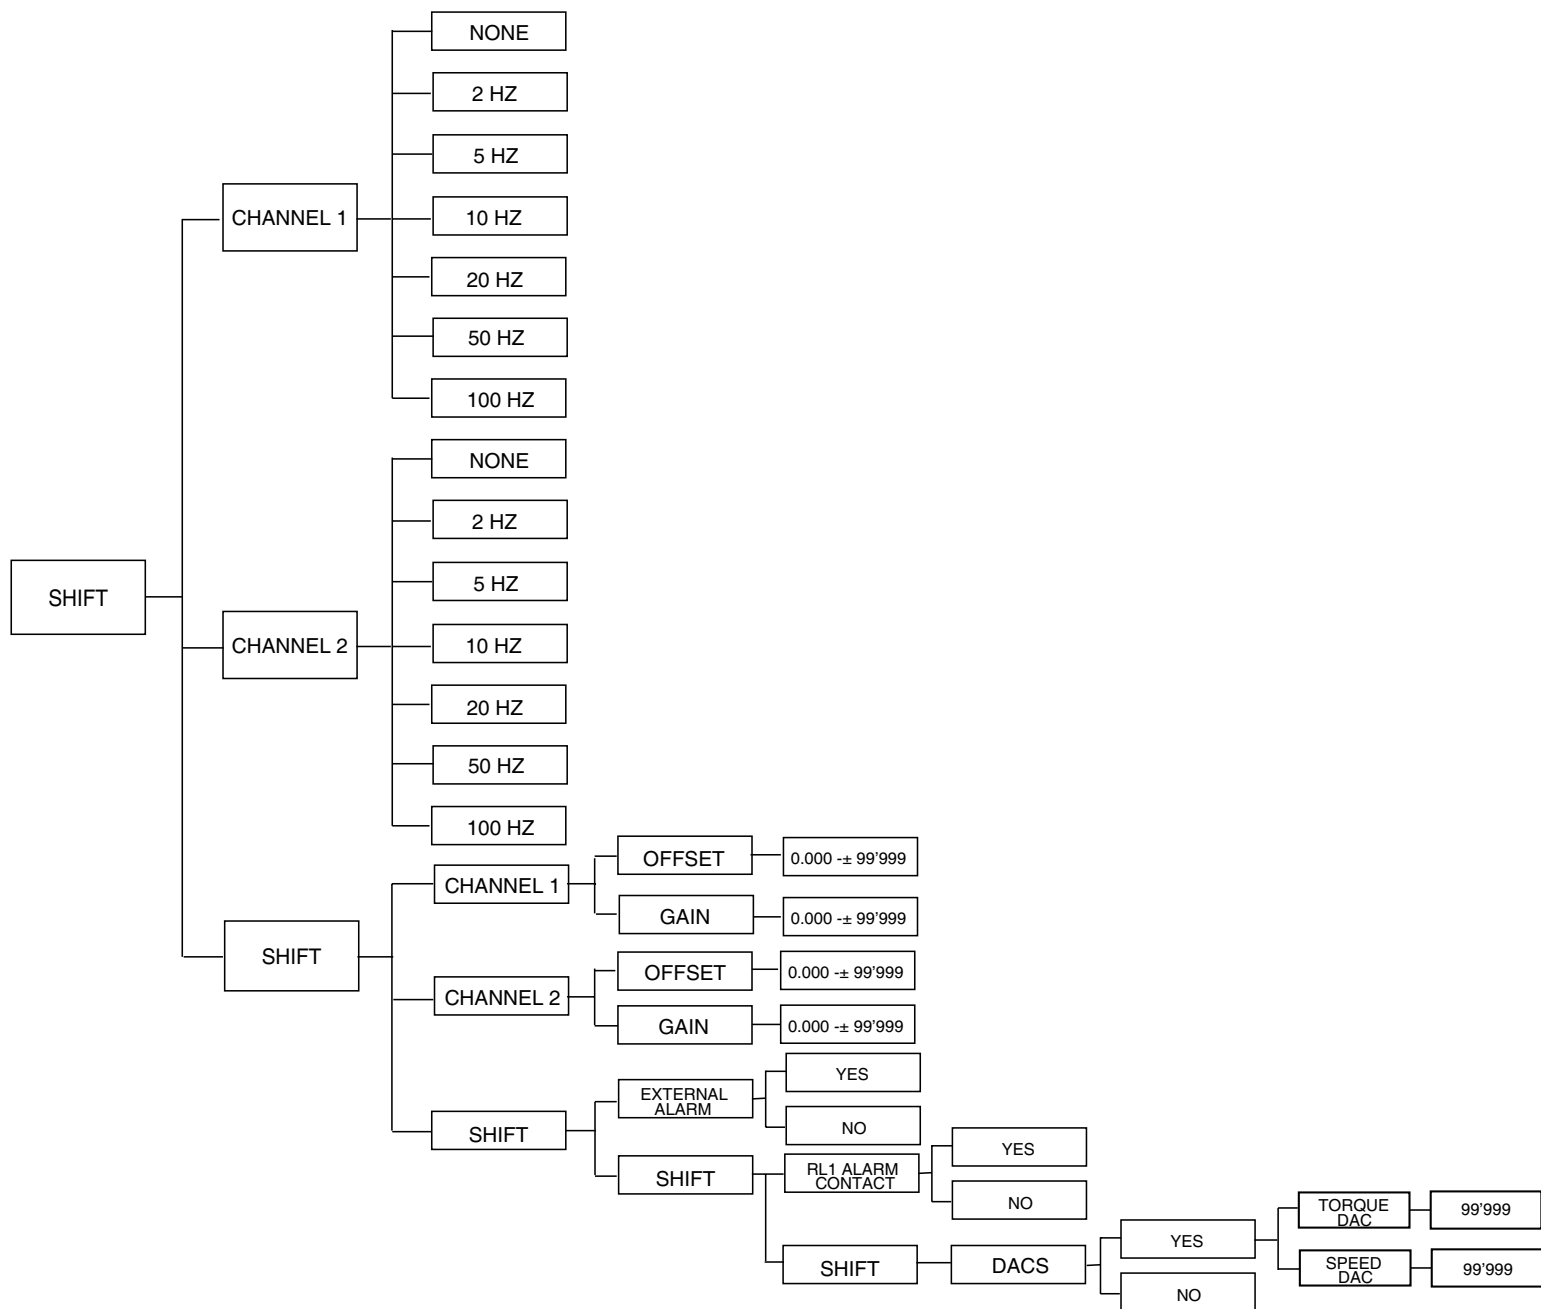 NONE
2 HZ
5 HZ
CHANNEL 1
10 HZ
20 HZ
50 HZ
100 HZ
NONE
2 HZ
5 HZ
SHIFT
CHANNEL 2
10 HZ
20 HZ
50 HZ
100 HZ
OFFSET
0.000 -± 99'999
CHANNEL 1
GAIN
0.000 -± 99'999
SHIFT
OFFSET
0.000 -± 99'999
CHANNEL 2
GAIN
0.000 -± 99'999
YES
EXTERNAL
ALARM
NO
SHIFT
YES
SHIFT
RL1 ALARM
CONTACT
NO
TORQUE
DAC
99'999
YES
SHIFT
DACS
SPEED
DAC
99'999
NO